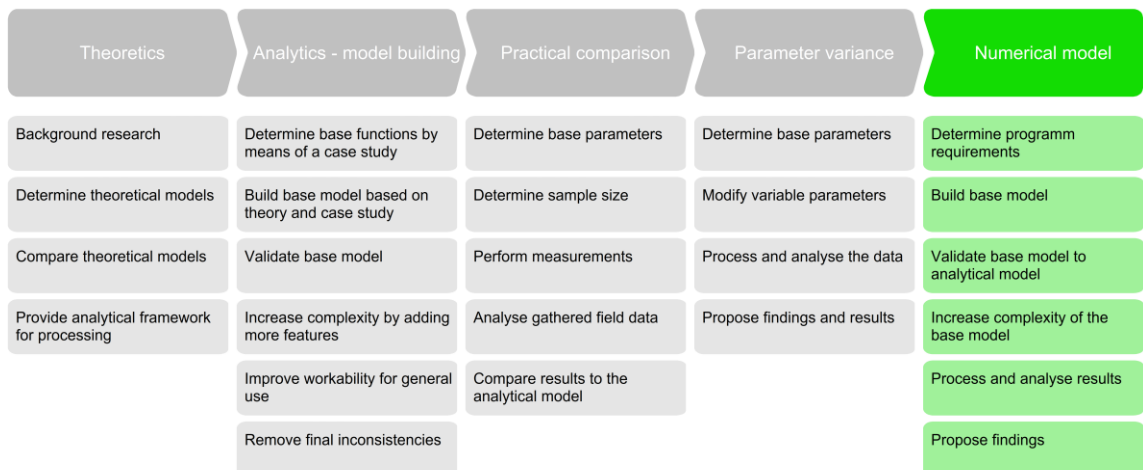 Theoretics
Analytics - model building
Practical comparison
Parameter variance
Numerical model
Background research
Determine theoretical models
Compare theoretical models
Provide analytical framework
for processing
Determine base functions by
means of a case study
Build base model based on
theory and case study
Validate base model
Increase complexity by adding
more features
Improve workability for general
use
Remove final inconsistencies
Determine base parameters
Determine sample size
Perform measurements
Analyse gathered field data
Compare results to the
analytical model
Determine base parameters
Modify variable parameters
Process and analyse the data
Propose findings and results
Determine programm
requirements
Build base model
Validate base model to
analytical model
Increase complexity of the
base model
Process and analyse results
Propose findings